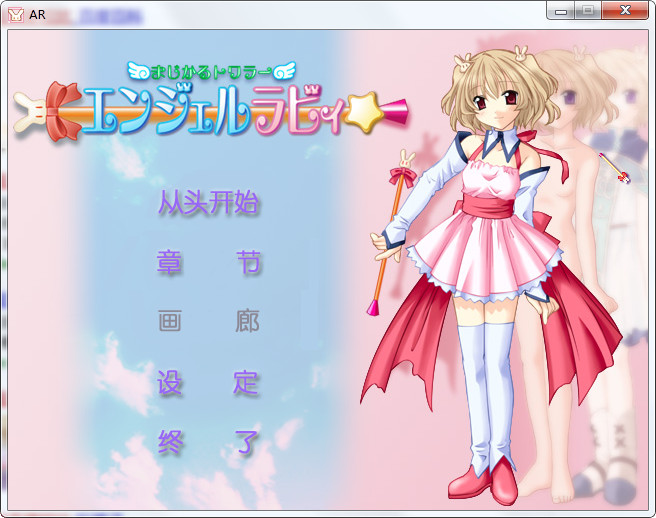 AR
まじかるトワラー
エンジェルラビィ
从头开始
章 节
画 廊
设 定
终 了